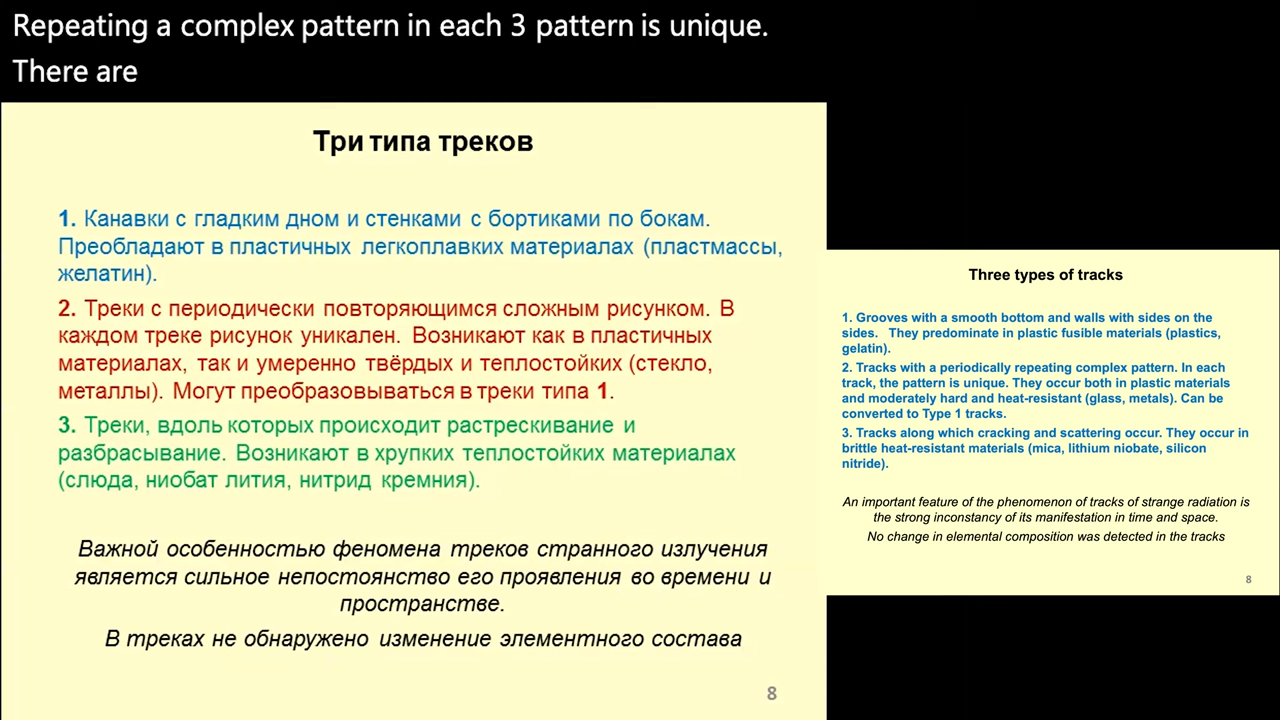 Repeating a complex pattern in each 3 pattern is unique.
There are
Три типа треков
1. Канавки с гладким дном и стенками с бортиками по бокам.
Преобладают в пластичных легкоплавких материалах (пластмассы,
желатин).
2. Треки с периодически повторяющимся сложным рисунком. В
каждом треке рисунок уникален. Возникают как в пластичных
материалах, так и умеренно твёрдых и теплостойких (стекло,
металлы). Могут преобразовываться в треки типа 1.
3. Треки, вдоль которых происходит растрескивание и
разбрасывание. Возникают в хрупких теплостойких материалах
(слюда, ниобат лития, нитрид кремния).
Важной особенностью феномена треков странного излучения
является сильное непостоянство его проявления во времени и
пространстве.
В треках не обнаружено изменение элементного состава
8
Three types of tracks
1. Grooves with a smooth bottom and walls with sides on the
sides. They predominate in plastic fusible materials (plastics,
gelatin).
2. Tracks with a periodically repeating complex pattern. In each
track, the pattern is unique. They occur both in plastic materials
and moderately hard and heat-resistant (glass, metals). Can be
converted to Type 1 tracks.
3. Tracks along which cracking and scattering occur. They occur in
brittle heat-resistant materials (mica, lithium niobate, silicon
nitride).
An important feature of the phenomenon of tracks of strange radiation is
the strong inconstancy of its manifestation in time and space.
No change in elemental composition was detected in the tracks
8